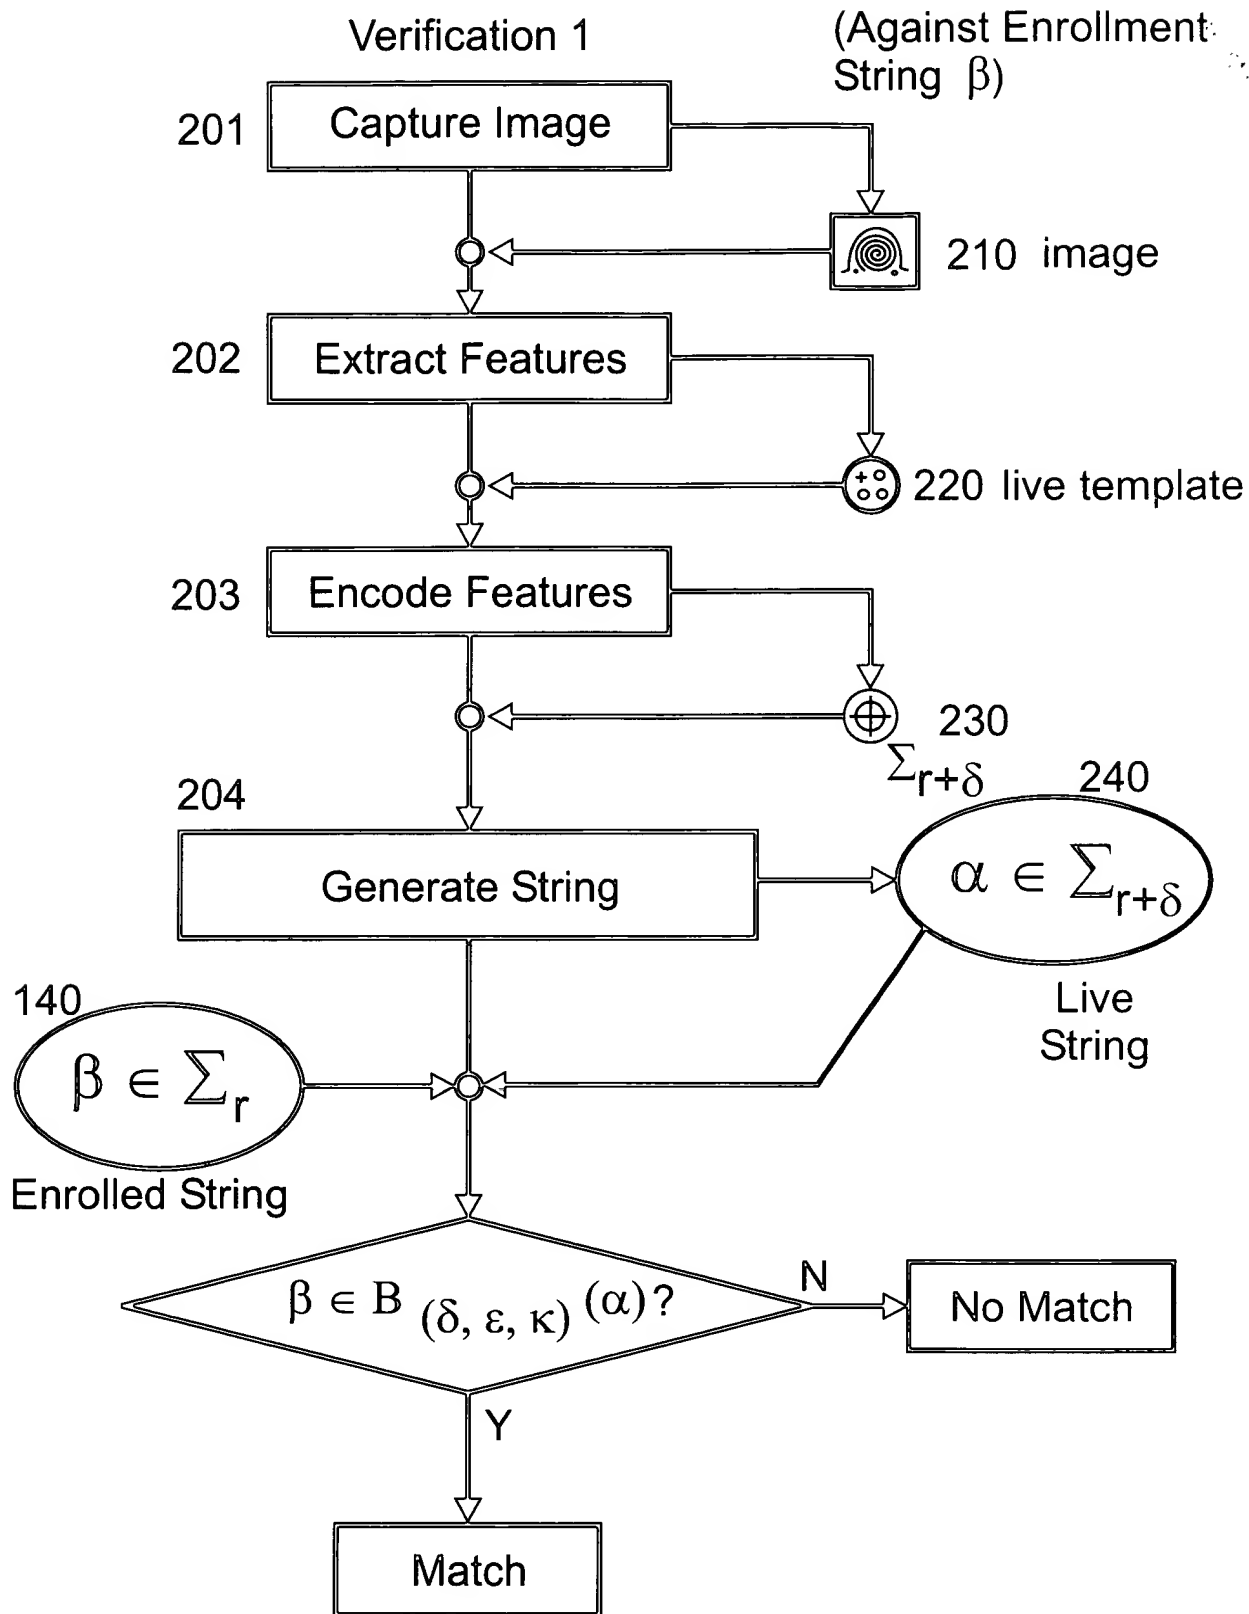 Verification 1
(Against Enrollment
String β)
201
Capture Image
210 image
202
Extract Features
220 live template
203
Encode Features
230
Σr+δ
204
240
Generate String
α ∈ Σr+δ
Live
String
140
β ∈ Σr
Enrolled String
β ∈ B (δ, ε, κ) (α)?
N
No Match
Y
Match